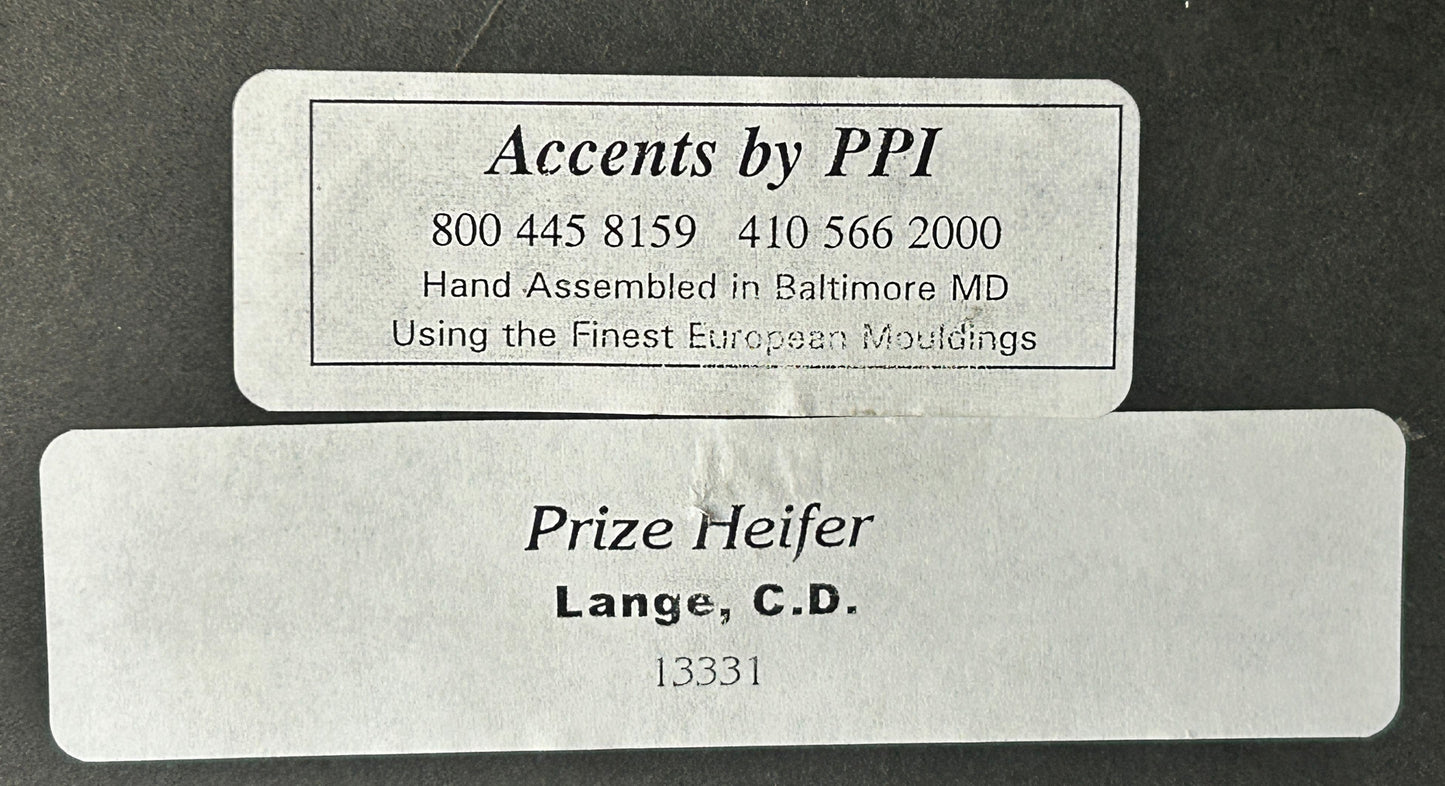 Accents by PPI
800 445 8159 410 566 2000
Hand Assembled in Baltimore MD
Using the Finest European Mouldings
Prize Heifer
Lange, C.D.
13331